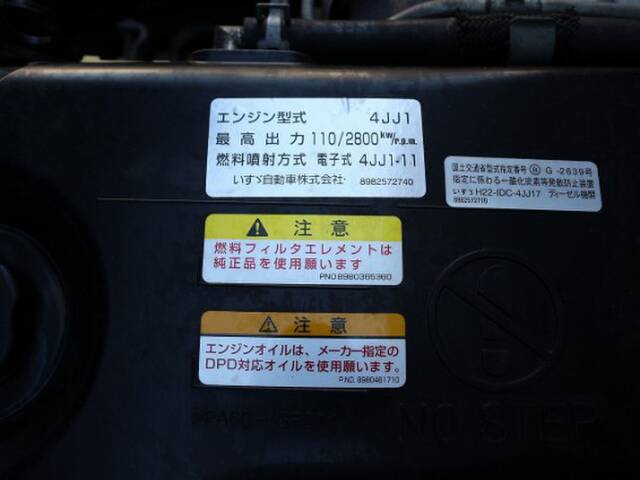 エンジン型式 4JJ1
最高出力 110/2800kW/r.p.m.
燃料噴射方式 電子式 4JJ1-11
いすゞ自動車株式会社 8982572740
国土交通省型式指定番号 Ⓗ G -2639号
指定に係わる一酸化炭素等発散防止装置
いすゞ H22-IDC-4JJ17 ディーゼル機関
8982572710
⚠ 注意
燃料フィルタエレメントは
純正品を使用願います
PNO.8980365360
⚠ 注意
エンジンオイルは、メーカー指定の
DPD対応オイルを使用願います。
P.NO. 8980461710
NO STEP